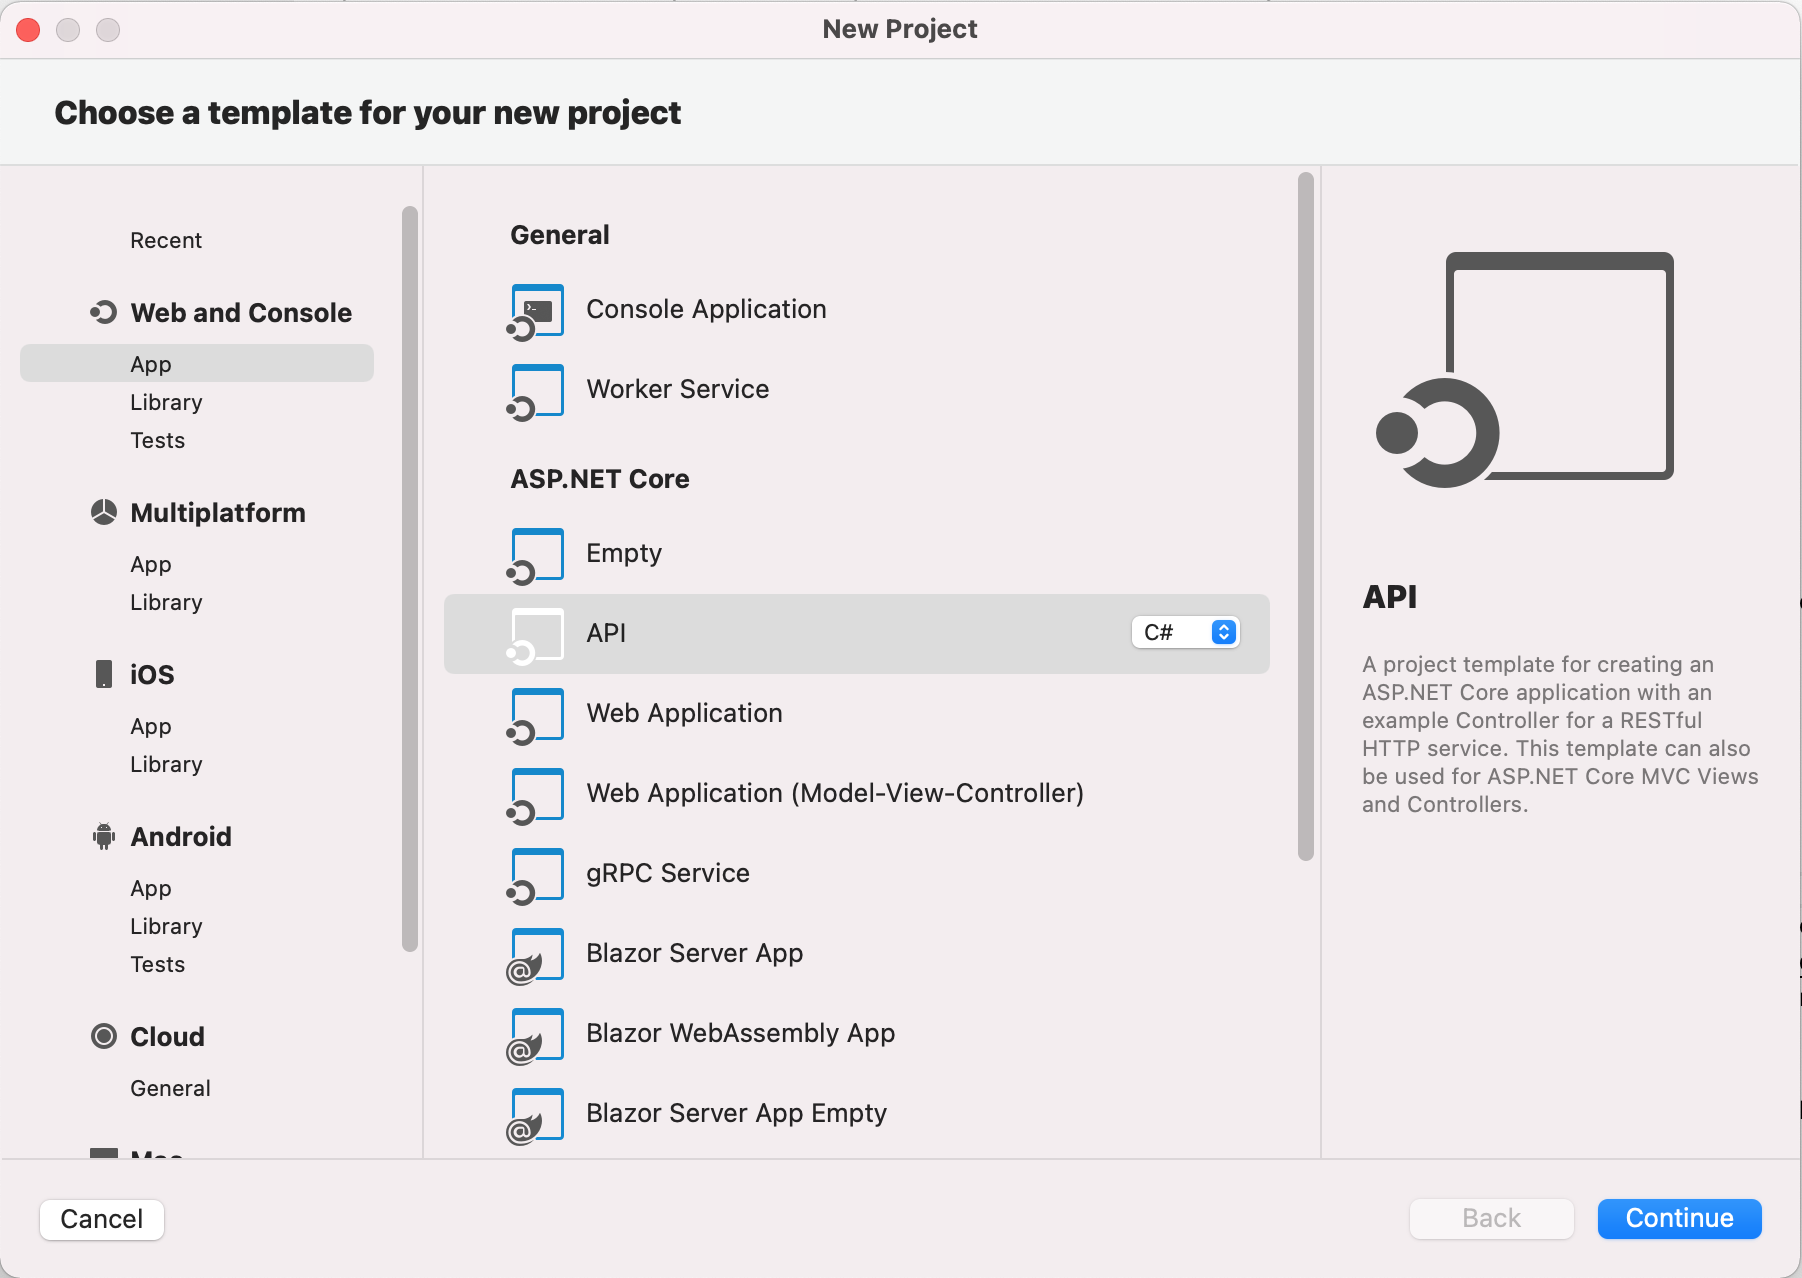 New Project
Choose a template for your new project
Recent
Web and Console
App
Library
Tests
Multiplatform
App
Library
iOS
App
Library
Android
App
Library
Tests
Cloud
General
General
Console Application
Worker Service
ASP.NET Core
Empty
API
C#
Web Application
Web Application (Model-View-Controller)
gRPC Service
Blazor Server App
Blazor WebAssembly App
Blazor Server App Empty
API
A project template for creating an
ASP.NET Core application with an
example Controller for a RESTful
HTTP service. This template can also
be used for ASP.NET Core MVC Views
and Controllers.
Cancel
Back
Continue